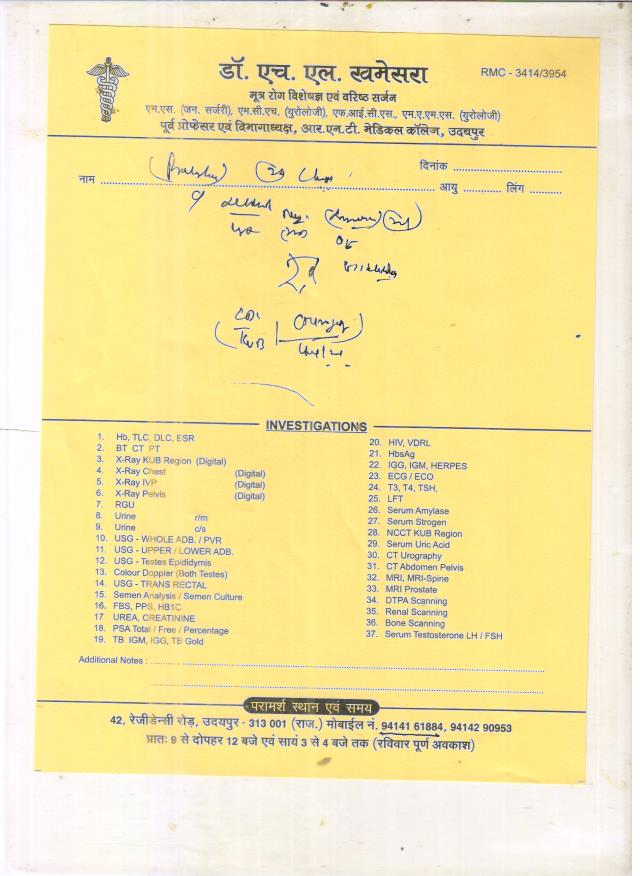 डॉ. एच. एल. खमेसरा
RMC - 3414/3954
मूत्र रोग विशेषज्ञ एवं वरिष्ठ सर्जन
एम.एस. (जन. सर्जरी), एम.सी.एच. (युरोलोजी), एफ.आई.सी.एस., एम.ए.एम.एस. (युरोलोजी)
पूर्व प्रोफेसर एवं विभागाध्यक्ष, आर.एन.टी. मेडिकल कॉलेज, उदयपुर
दिनांक
नाम आयु लिंग
INVESTIGATIONS
1. Hb, TLC, DLC, ESR
2. BT CT PT
3. X-Ray KUB Region (Digital)
4. X-Ray Chest (Digital)
5. X-Ray IVP (Digital)
6. X-Ray Pelvis (Digital)
7. RGU
8. Urine r/m
9. Urine c/s
10. USG - WHOLE ADB. / PVR
11. USG - UPPER / LOWER ADB.
12. USG - Testes Epididymis
13. Colour Doppler (Both Testes)
14. USG - TRANS RECTAL
15. Semen Analysis / Semen Culture
16. FBS, PPS, HB1C
17 UREA, CREATININE
18. PSA Total / Free / Percentage
19. TB IGM, IGG, TB Gold
20. HIV, VDRL
21. HbsAg
22. IGG, IGM, HERPES
23. ECG / ECO
24. T3, T4, TSH,
25. LFT
26. Serum Amylase
27. Serum Strogen
28. NCCT KUB Region
29. Serum Uric Acid
30. CT Urography
31. CT Abdomen Pelvis
32. MRI, MRI-Spine
33. MRI Prostate
34. DTPA Scanning
35. Renal Scanning
36. Bone Scanning
37. Serum Testosterone LH / FSH
Additional Notes :
परामर्श स्थान एवं समय
42, रेजीडेन्सी रोड़, उदयपुर - 313 001 (राज.) मोबाईल नं. 94141 61884, 94142 90953
प्रातः 9 से दोपहर 12 बजे एवं सायं 3 से 4 बजे तक (रविवार पूर्ण अवकाश)